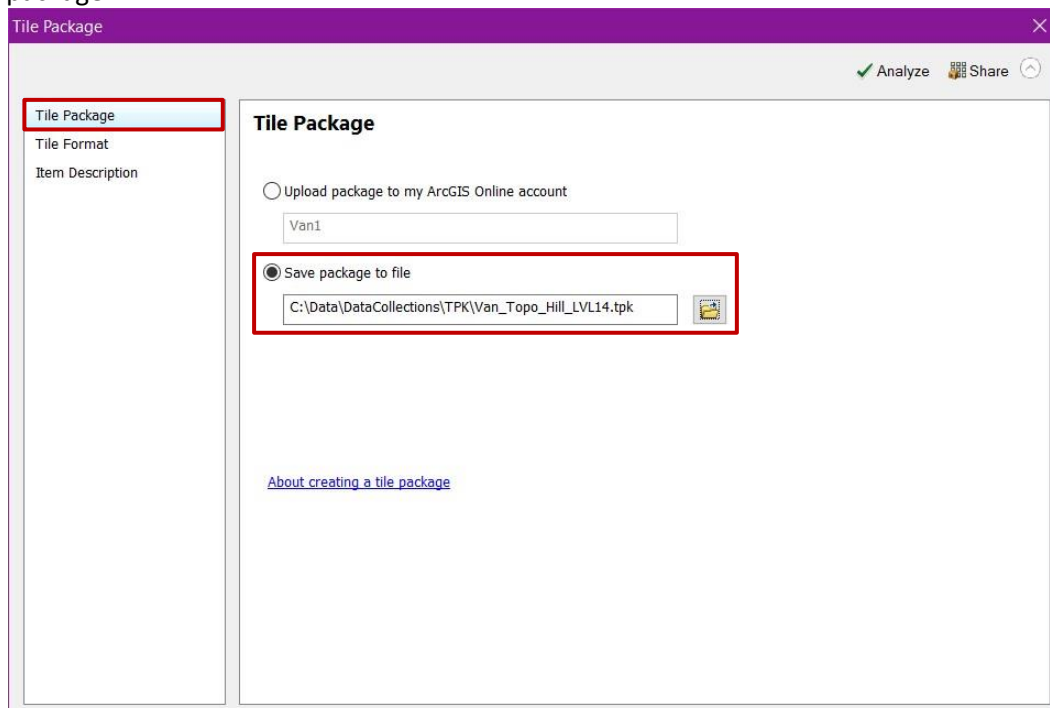 package
Tile Package
Analyze Share
Tile Package
Tile Format
Item Description
Tile Package
Upload package to my ArcGIS Online account
Van1
Save package to file
C:\Data\DataCollections\TPK\Van_Topo_Hill_LVL14.tpk
About creating a tile package